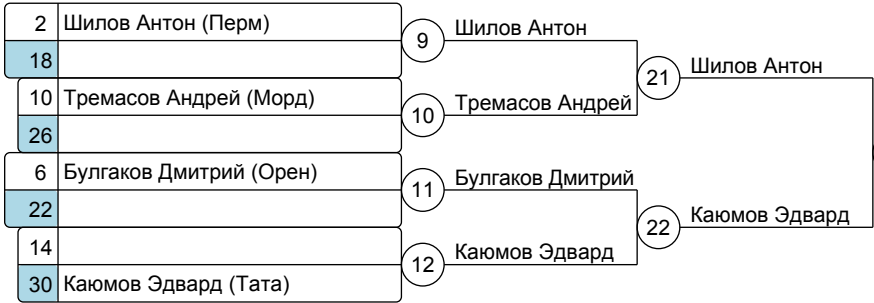 2 Шилов Антон (Перм)
18
9 Шилов Антон
10 Тремасов Андрей (Морд)
26
10 Тремасов Андрей
21 Шилов Антон
6 Булгаков Дмитрий (Орен)
22
11 Булгаков Дмитрий
14
30 Каюмов Эдвард (Тата)
12 Каюмов Эдвард
22 Каюмов Эдвард